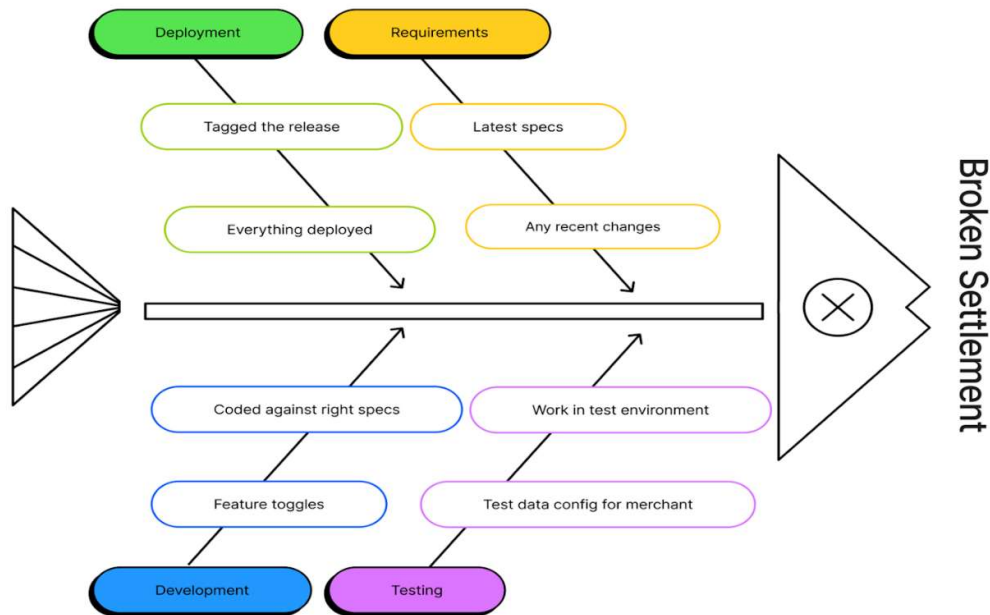 Deployment
Requirements
Tagged the release
Latest specs
Everything deployed
Any recent changes
Broken Settlement
Coded against right specs
Work in test environment
Feature toggles
Test data config for merchant
Development
Testing